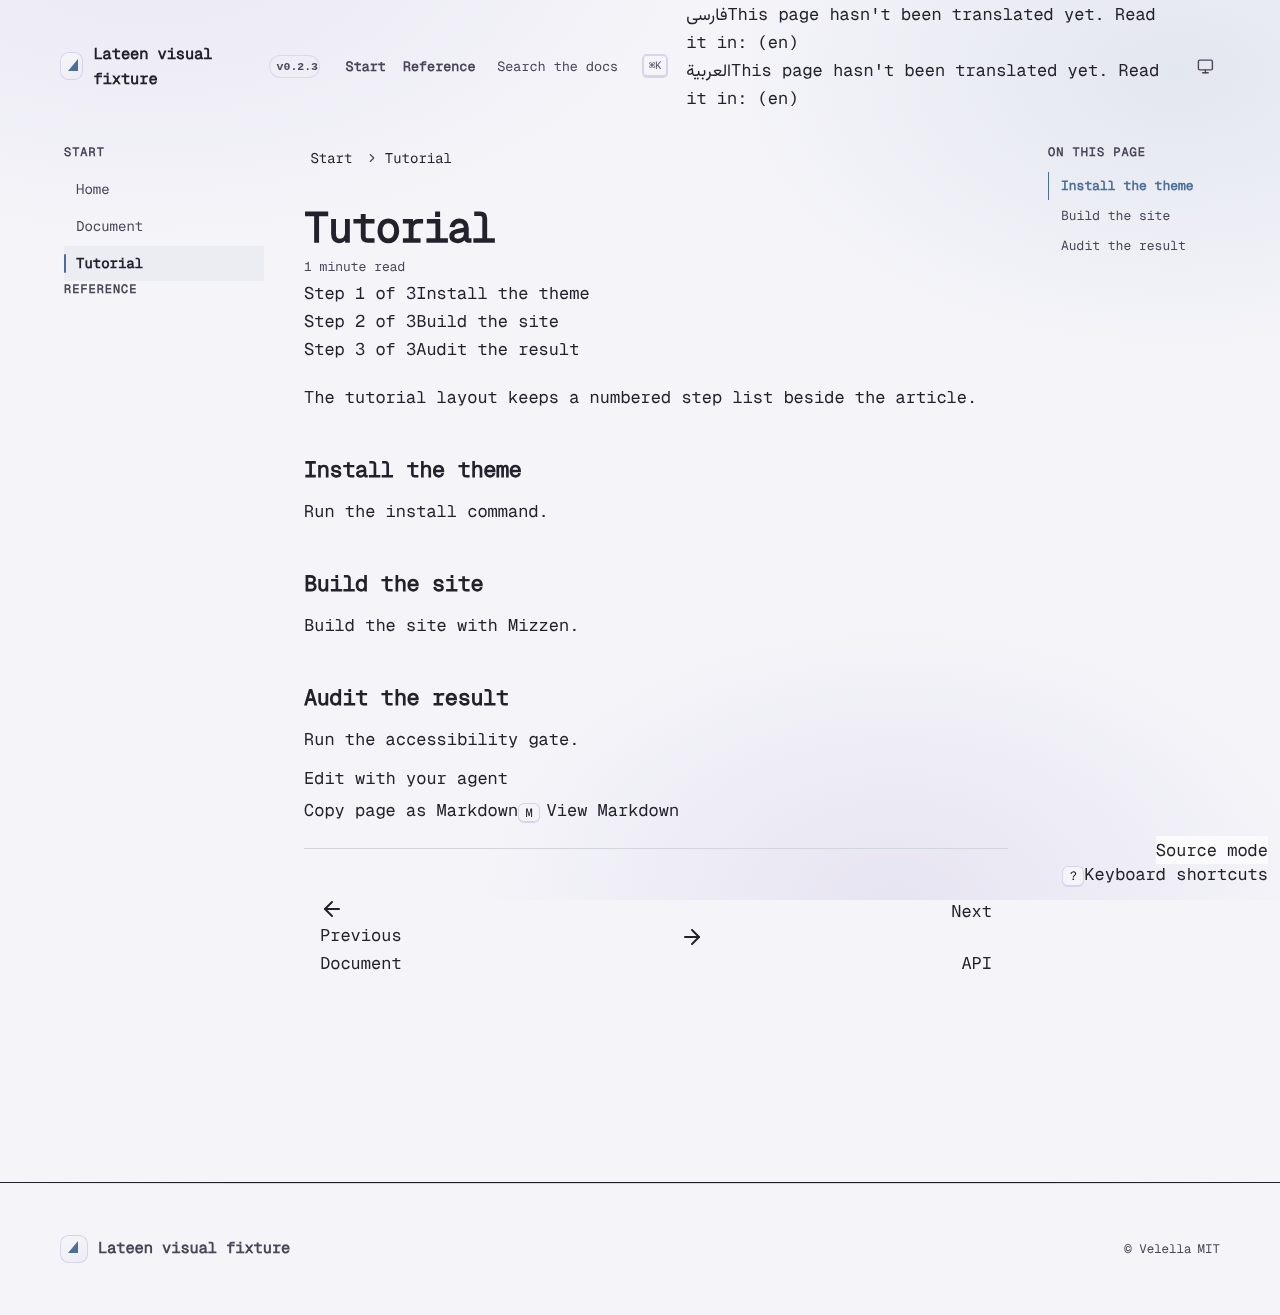 Lateen visual
fixture
v0.2.3
Start
Reference
Search the docs
⌘K
فارسیThis page hasn't been translated yet. Read
it in: (en)
العربيةThis page hasn't been translated yet. Read
it in: (en)
START
Home
Document
Tutorial
REFERENCE
Start
Tutorial
Tutorial
1 minute read
Step 1 of 3Install the theme
Step 2 of 3Build the site
Step 3 of 3Audit the result
The tutorial layout keeps a numbered step list beside the article.
Install the theme
Run the install command.
Build the site
Build the site with Mizzen.
Audit the result
Run the accessibility gate.
Edit with your agent
Copy page as Markdown M View Markdown
ON THIS PAGE
Install the theme
Build the site
Audit the result
Source mode
? Keyboard shortcuts
Previous
Document
Next
API
Lateen visual fixture
© Velella MIT